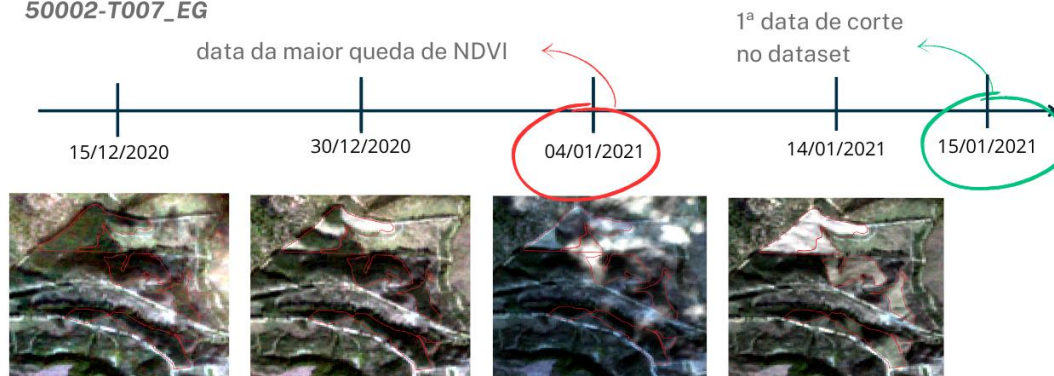 50002-T007_EG
data da maior queda de NDVI
1ª data de corte
no dataset
15/12/2020
30/12/2020
04/01/2021
14/01/2021
15/01/2021